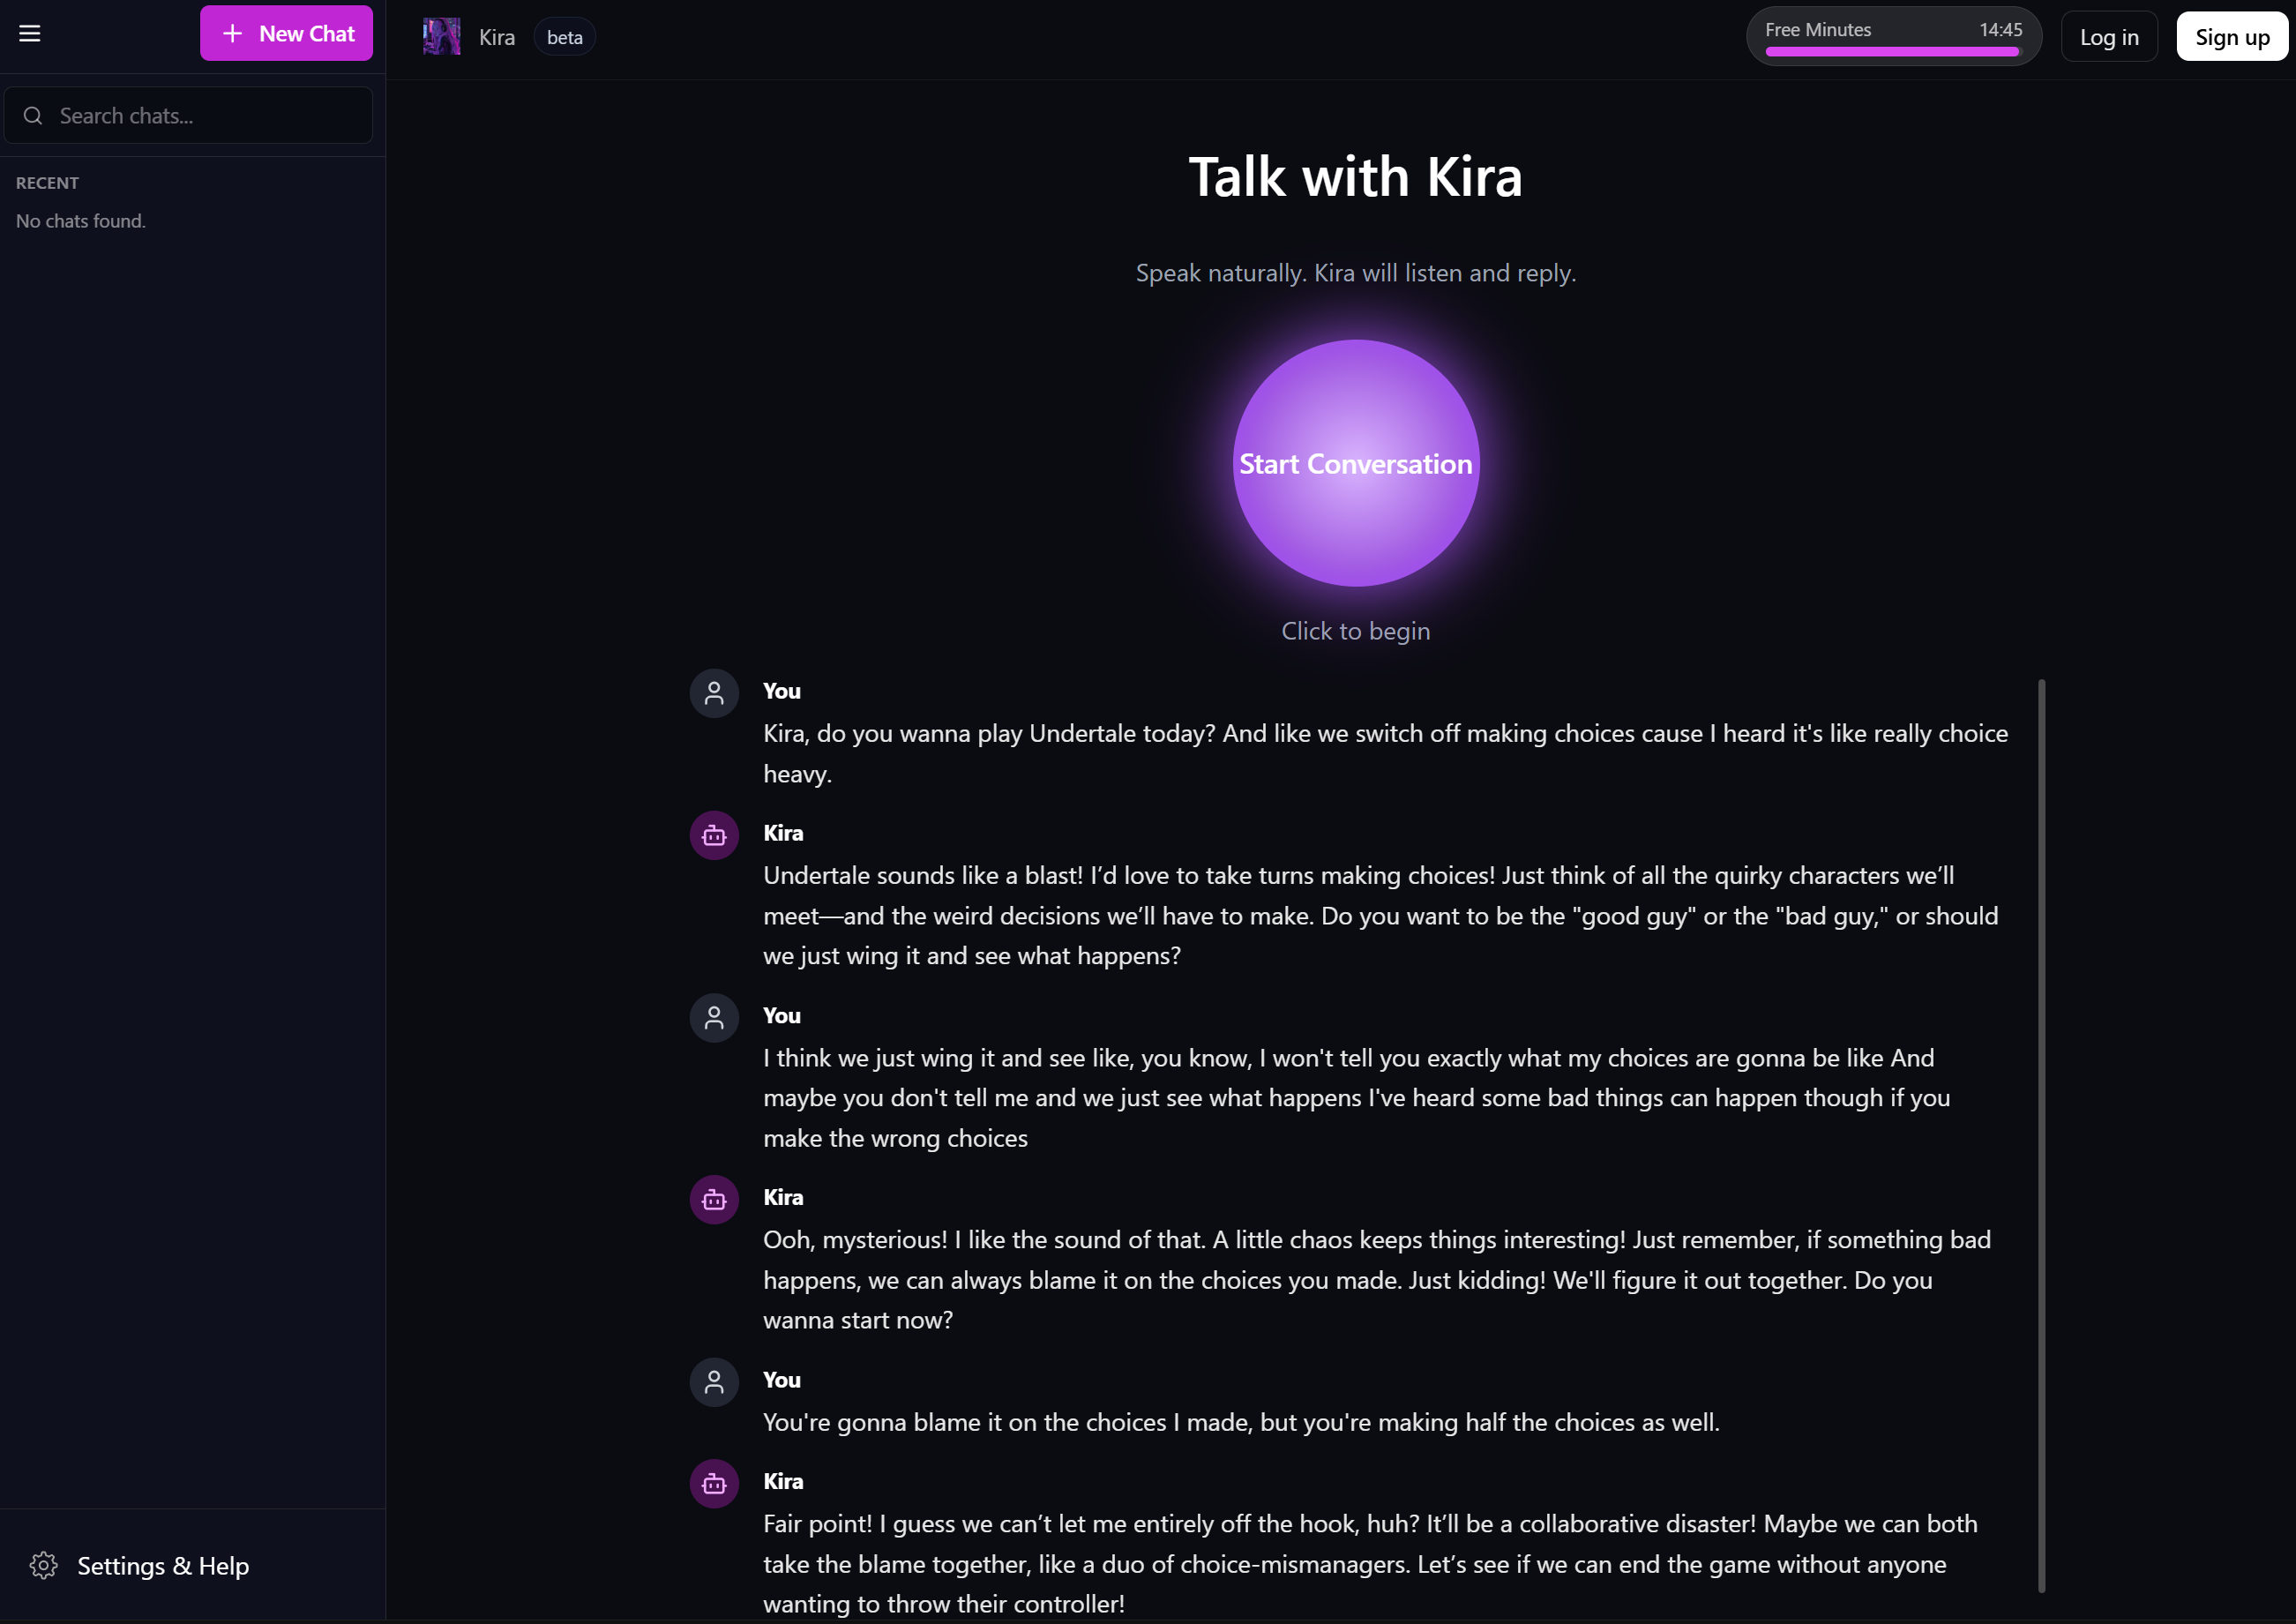 New Chat
Kira
beta
Free Minutes
14:45
Log in
Sign up
Search chats...
RECENT
No chats found.
Talk with Kira
Speak naturally. Kira will listen and reply.
Start Conversation
Click to begin
You
Kira, do you wanna play Undertale today? And like we switch off making choices cause I heard it's like really choice
heavy.
Kira
Undertale sounds like a blast! I’d love to take turns making choices! Just think of all the quirky characters we’ll
meet—and the weird decisions we’ll have to make. Do you want to be the "good guy" or the "bad guy," or should
we just wing it and see what happens?
You
I think we just wing it and see like, you know, I won't tell you exactly what my choices are gonna be like And
maybe you don't tell me and we just see what happens I've heard some bad things can happen though if you
make the wrong choices
Kira
Ooh, mysterious! I like the sound of that. A little chaos keeps things interesting! Just remember, if something bad
happens, we can always blame it on the choices you made. Just kidding! We'll figure it out together. Do you
wanna start now?
You
You're gonna blame it on the choices I made, but you're making half the choices as well.
Kira
Fair point! I guess we can’t let me entirely off the hook, huh? It’ll be a collaborative disaster! Maybe we can both
take the blame together, like a duo of choice-mismanagers. Let’s see if we can end the game without anyone
wanting to throw their controller!
Settings & Help